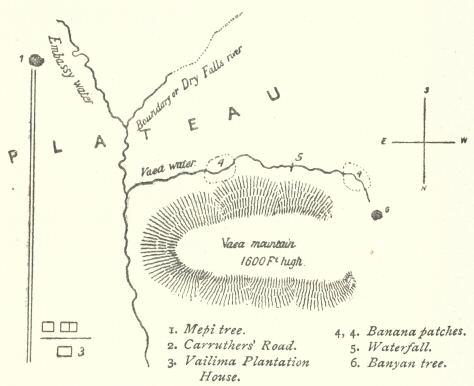 1
Embassy water
Boundary or Dry Falls river
PLATEAU
S
E W
N
Vaea water
4
5
4
6
Vaea mountain
1600 Ft high.
3
1. Mepi tree.
2. Carruthers' Road.
3. Vailima Plantation
House.
4, 4. Banana patches.
5. Waterfall.
6. Banyan tree.